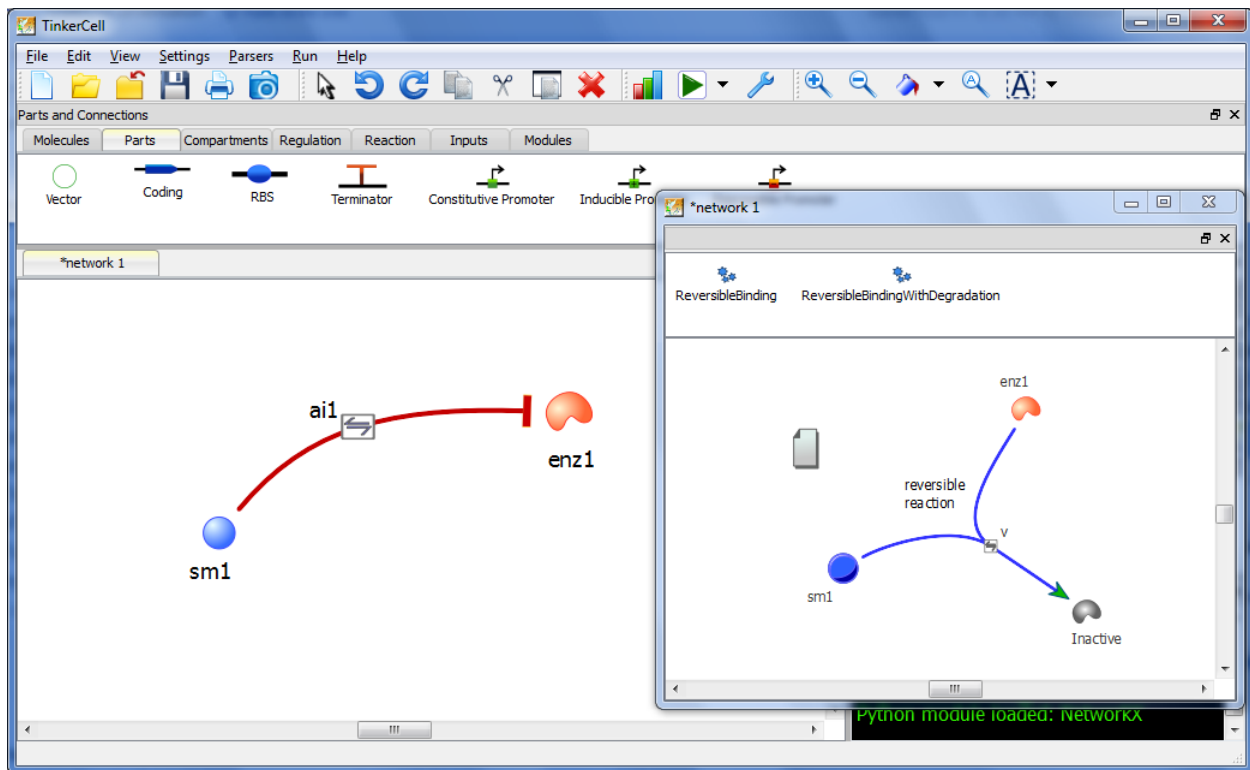 TinkerCell
File Edit View Settings Parsers Run Help
Parts and Connections
Molecules Parts Compartments Regulation Reaction Inputs Modules
Vector Coding RBS Terminator Constitutive Promoter Inducible Pro
*network 1
ai1
enz1
sm1
*network 1
ReversibleBinding ReversibleBindingWithDegradation
enz1
reversible
reaction
v
sm1
Inactive
Python module loaded: NetworkX